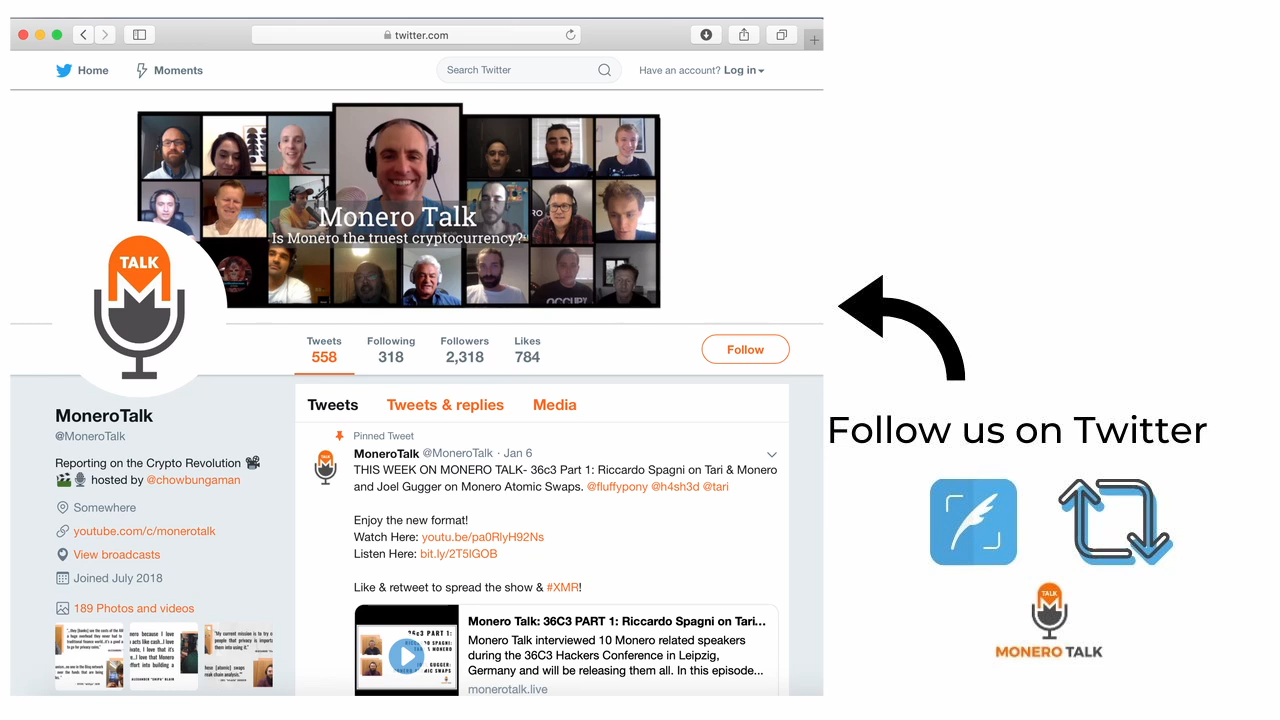 twitter.com
Home
Moments
Search Twitter
Have an account? Log in
Monero Talk
Is Monero the truest cryptocurrency?
OCCUPY
TALK
Tweets
558
Following
318
Followers
2,318
Likes
784
Follow
MoneroTalk
@MoneroTalk
Reporting on the Crypto Revolution
hosted by @chowbungaman
Somewhere
youtube.com/c/monerotalk
View broadcasts
Joined July 2018
189 Photos and videos
Tweets
Tweets & replies
Media
Pinned Tweet
MoneroTalk @MoneroTalk · Jan 6
THIS WEEK ON MONERO TALK- 36c3 Part 1: Riccardo Spagni on Tari & Monero
and Joel Gugger on Monero Atomic Swaps. @fluffypony @h4sh3d @tari
Enjoy the new format!
Watch Here: youtu.be/pa0RlyH92Ns
Listen Here: bit.ly/2T5IGOB
Like & retweet to spread the show & #XMR!
Monero Talk: 36C3 PART 1: Riccardo Spagni on Tari...
Monero Talk interviewed 10 Monero related speakers
during the 36C3 Hackers Conference in Leipzig,
Germany and will be releasing them all. In this episode...
monerotalk.live
Follow us on Twitter
TALK
MONERO TALK